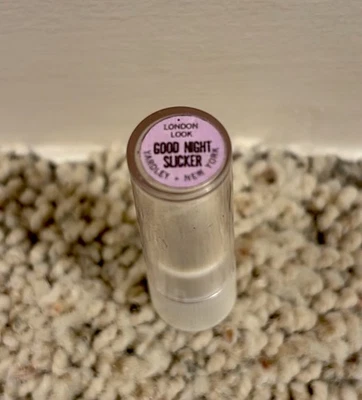 LONDON
LOOK
GOOD NIGHT
SLICKER
YARDLEY • NEW YORK